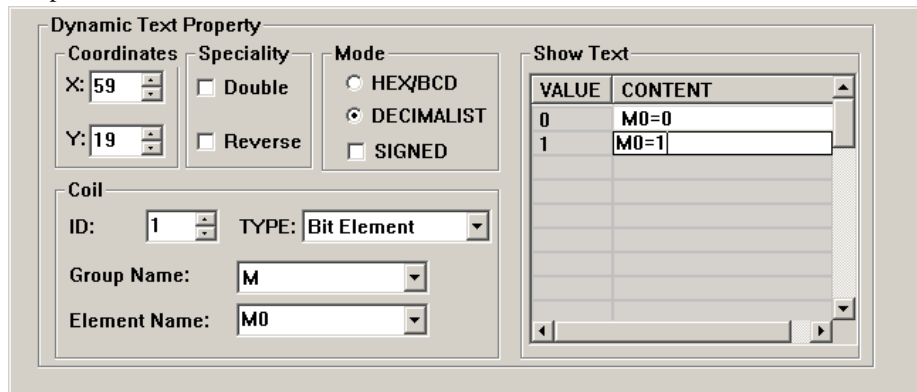 Dynamic Text Property
Coordinates
X: 59
Y: 19
Speciality
Double
Reverse
Mode
HEX/BCD
DECIMALIST
SIGNED
Coil
ID: 1 TYPE: Bit Element
Group Name: M
Element Name: M0
Show Text
VALUE CONTENT
0 M0=0
1 M0=1